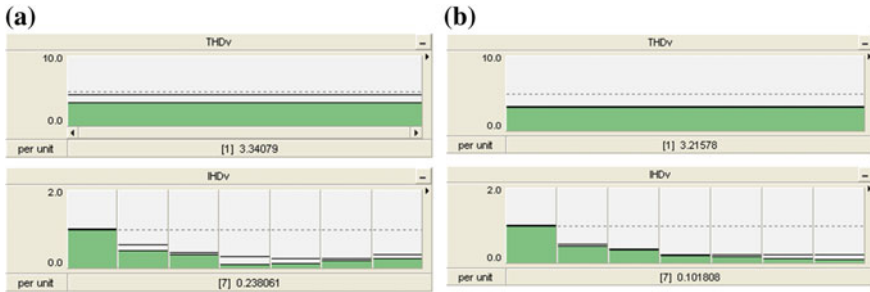 (a)
THDv
10.0
0.0
per unit
[1] 3.34079
IHDv
2.0
0.0
per unit
[7] 0.238061
(b)
THDv
10.0
0.0
per unit
[1] 3.21578
IHDv
2.0
0.0
per unit
[7] 0.101808